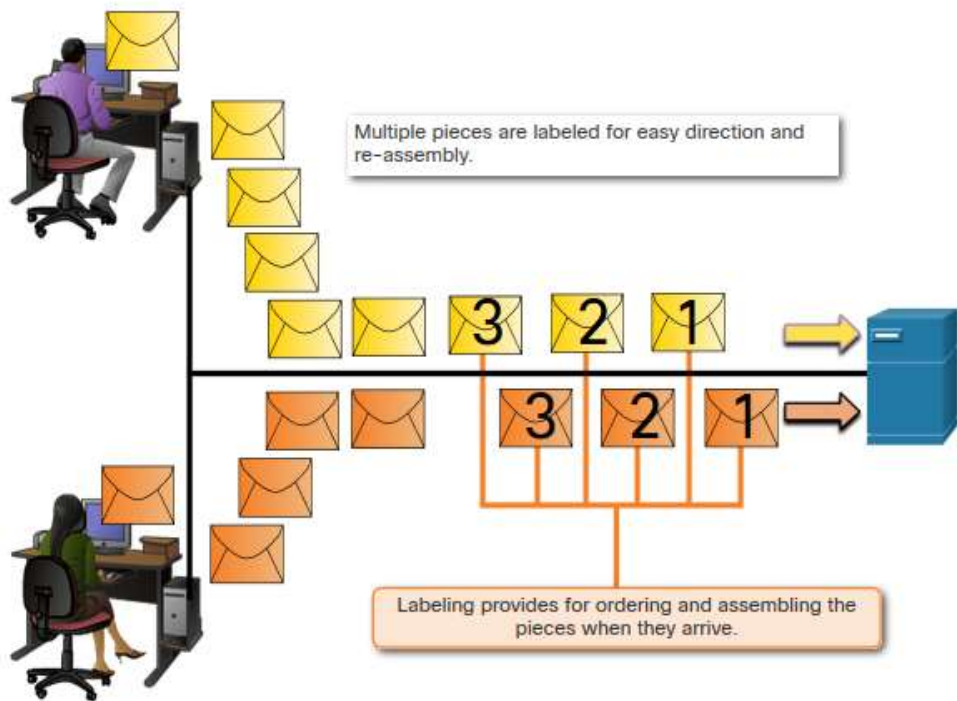 Multiple pieces are labeled for easy direction and
re-assembly.
3 2 1
3 2 1
Labeling provides for ordering and assembling the
pieces when they arrive.